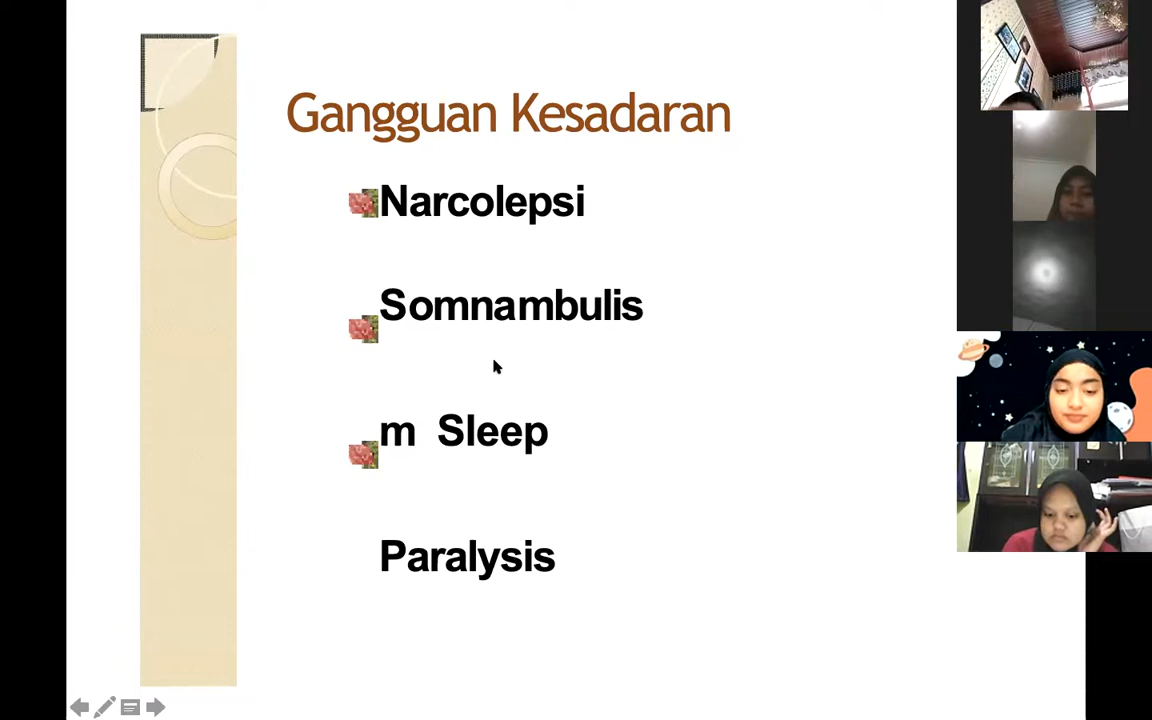 Gangguan Kesadaran
Narcolepsi
Somnambulis
m Sleep
Paralysis